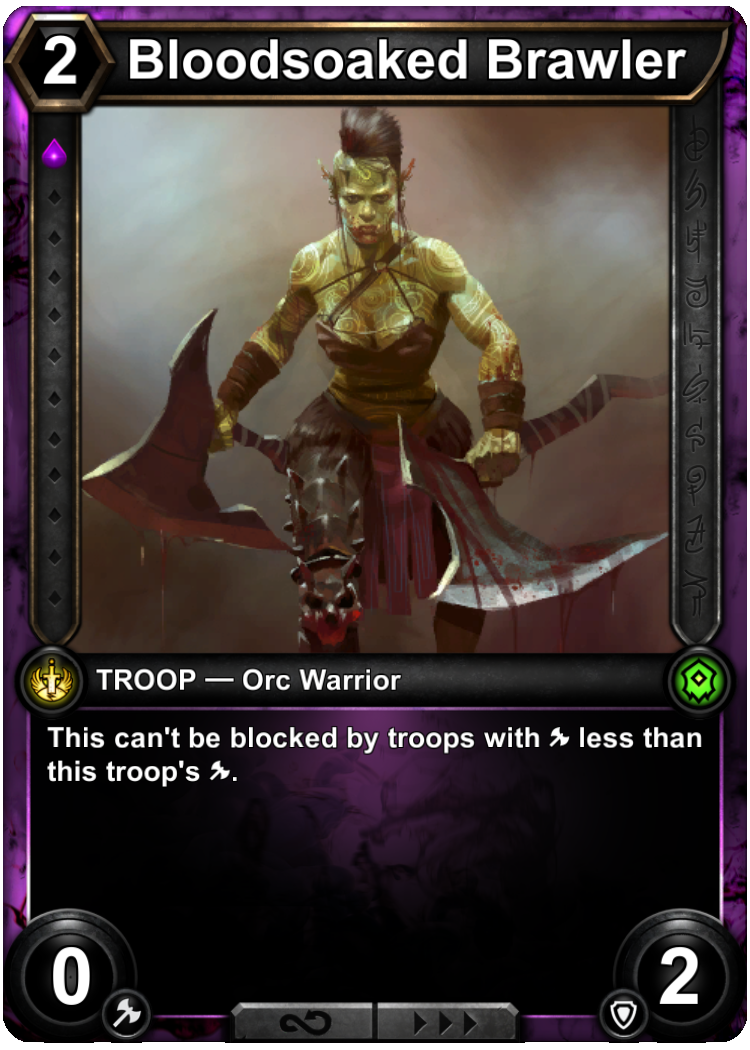 2
Bloodsoaked Brawler
TROOP — Orc Warrior
This can't be blocked by troops with less than
this troop's .
0
2